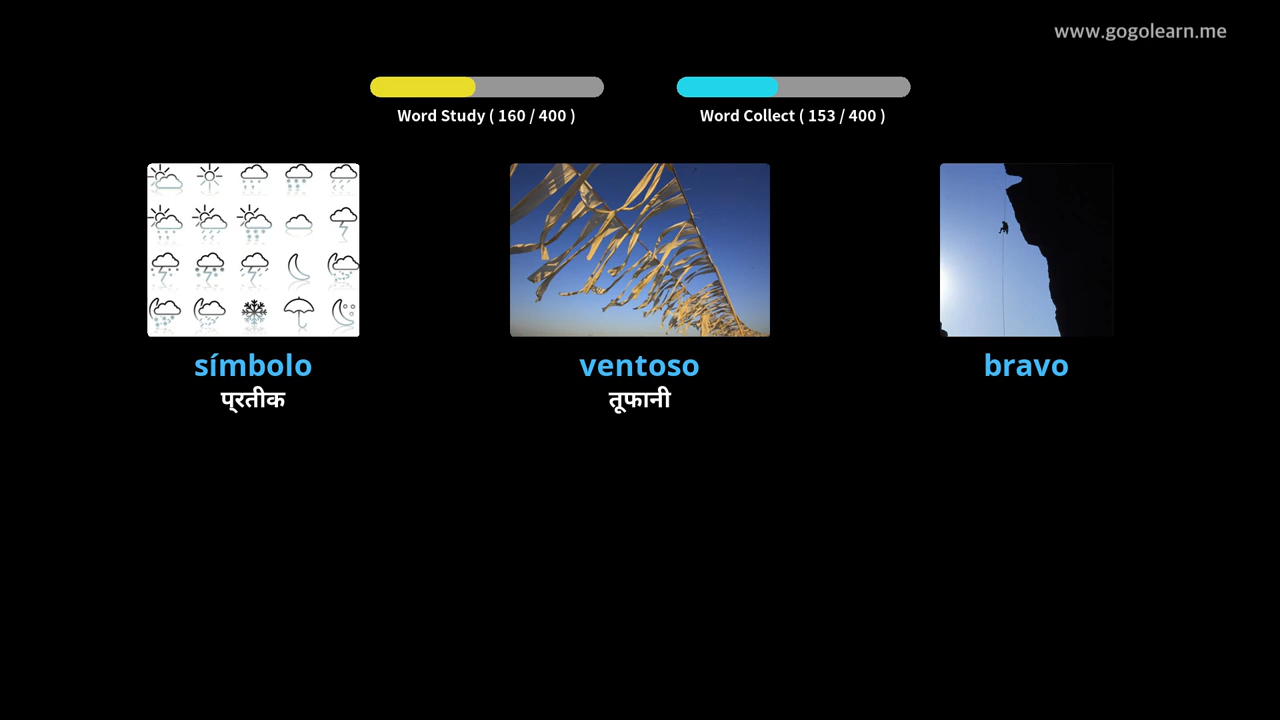 www.gogolearn.me
Word Study ( 160 / 400 )
Word Collect ( 153 / 400 )
símbolo
ventoso
bravo
प्रतीक
तूफानी